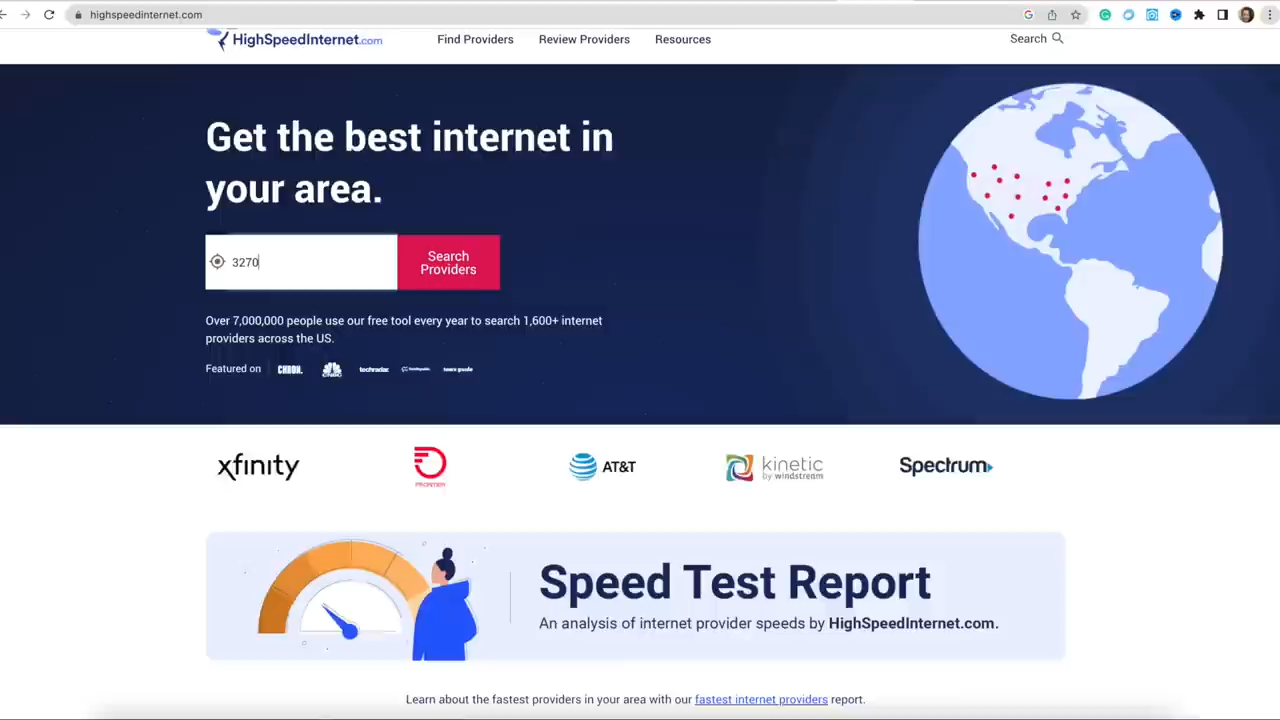 highspeedinternet.com
HighSpeedInternet.com
Find Providers
Review Providers
Resources
Search
Get the best internet in
your area.
3270
Search
Providers
Over 7,000,000 people use our free tool every year to search 1,600+ internet
providers across the US.
Featured on
CHRON.
CNBC
techradar
tom's guide
xfinity
FRONTIER
AT&T
kinetic
by windstream
Spectrum
Speed Test Report
An analysis of internet provider speeds by HighSpeedInternet.com.
Learn about the fastest providers in your area with our fastest internet providers report.